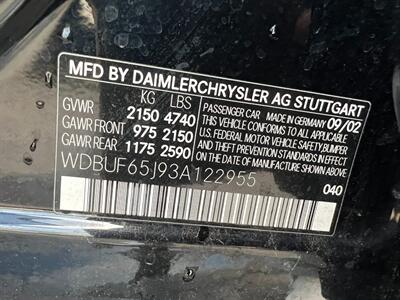 MFD BY DAIMLERCHRYSLER AG STUTTGART
KG LBS
GVWR 2150 4740
GAWR FRONT 975 2150
GAWR REAR 1175 2590
PASSENGER CAR MADE IN GERMANY 09/02
THIS VEHICLE CONFORMS TO ALL APPLICABLE
U.S. FEDERAL MOTOR VEHICLE SAFETY, BUMPER
AND THEFT PREVENTION STANDARDS IN EFFECT
ON THE DATE OF MANUFACTURE SHOWN ABOVE
WDBUF65J93A122955
040